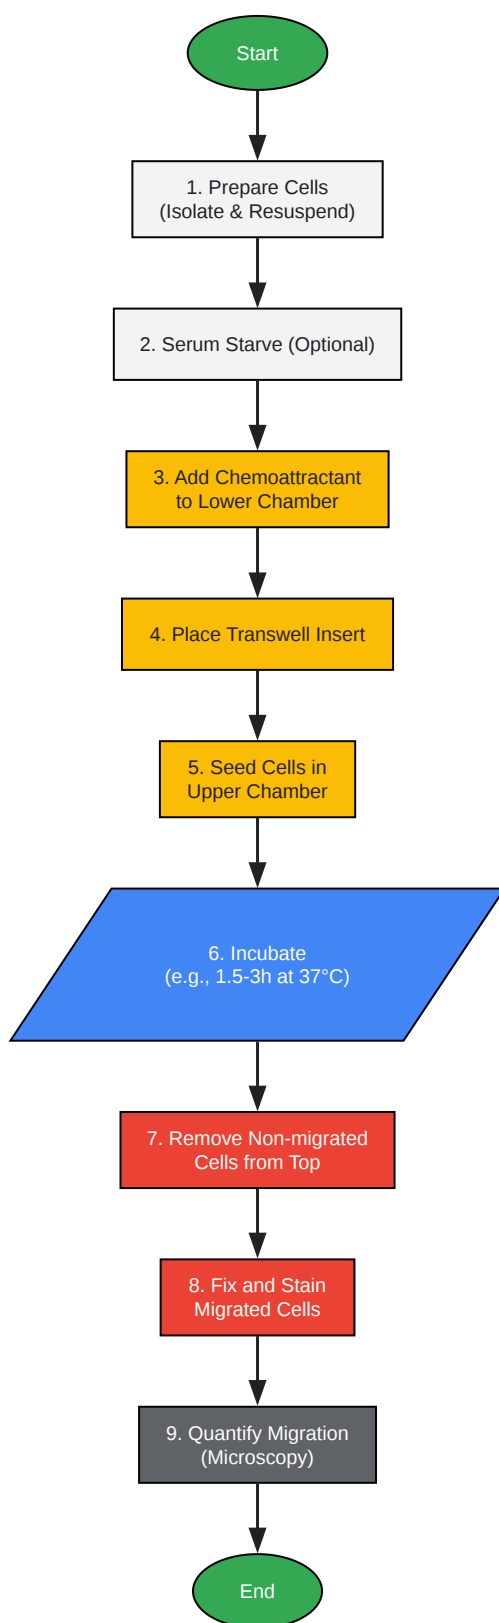 Start
1. Prepare Cells
(Isolate & Resuspend)
2. Serum Starve (Optional)
3. Add Chemoattractant
to Lower Chamber
4. Place Transwell Insert
5. Seed Cells in
Upper Chamber
6. Incubate
(e.g., 1.5-3h at 37°C)
7. Remove Non-migrated
Cells from Top
8. Fix and Stain
Migrated Cells
9. Quantify Migration
(Microscopy)
End